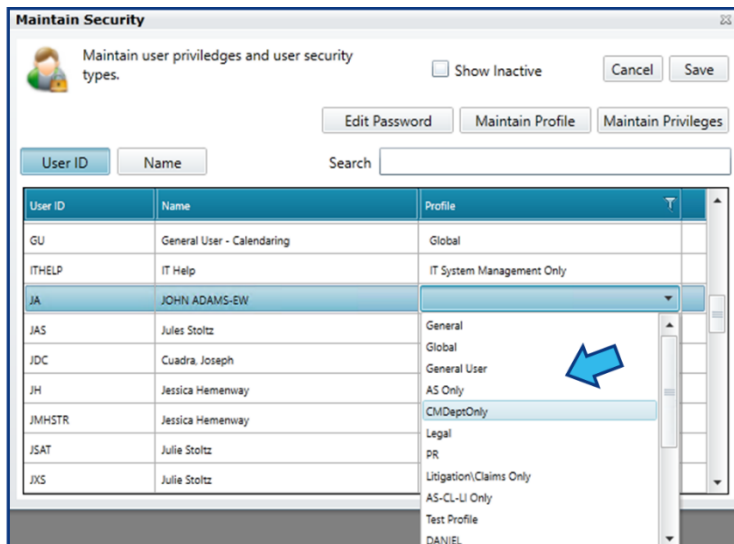 Maintain Security
Maintain user priviledges and user security
types.
Show Inactive
Cancel
Save
Edit Password
Maintain Profile
Maintain Privileges
User ID
Name
Search
User ID Name Profile
GU General User - Calendaring Global
ITHELP IT Help IT System Management Only
JA JOHN ADAMS-EW
JAS Jules Stoltz
JDC Cuadra, Joseph
JH Jessica Hemenway
JMHSTR Jessica Hemenway
JSAT Julie Stoltz
JXS Julie Stoltz
General
Global
General User
AS Only
CMDeptOnly
Legal
PR
Litigation\Claims Only
AS-CL-LI Only
Test Profile
DANIEL